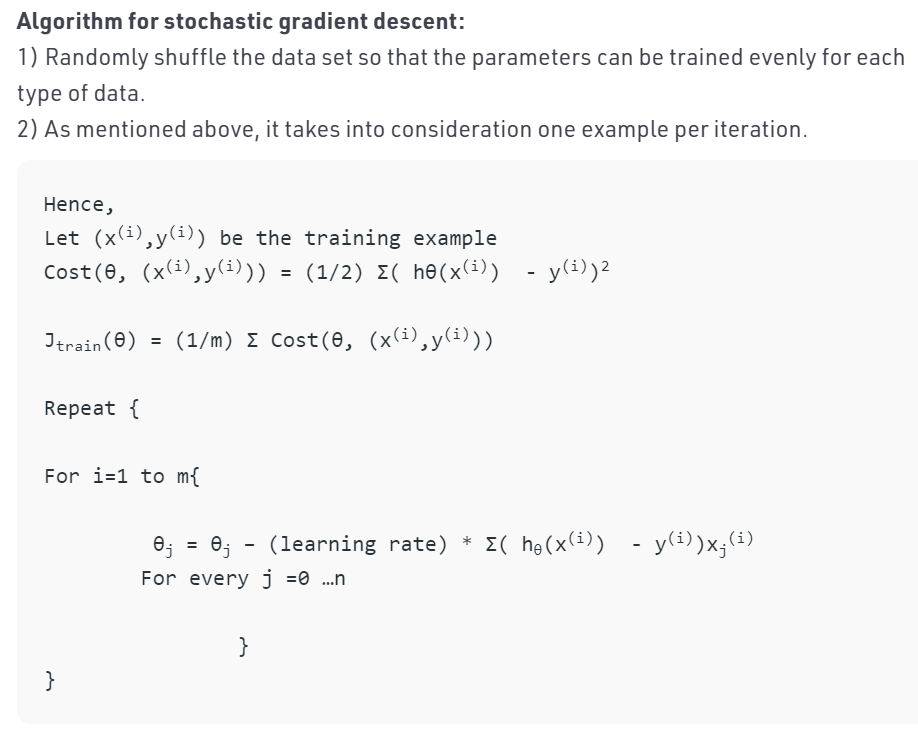 Algorithm for stochastic gradient descent:
1) Randomly shuffle the data set so that the parameters can be trained evenly for each
type of data.
2) As mentioned above, it takes into consideration one example per iteration.
Hence,
Let (x⁽ⁱ⁾,y⁽ⁱ⁾) be the training example
Cost(θ, (x⁽ⁱ⁾,y⁽ⁱ⁾)) = (1/2) Σ( hθ(x⁽ⁱ⁾)  - y⁽ⁱ⁾)²
Jₜᵣₐᵢₙ(θ) = (1/m) Σ Cost(θ, (x⁽ⁱ⁾,y⁽ⁱ⁾))
Repeat {
For i=1 to m{
θⱼ = θⱼ − (learning rate) * Σ( h_θ(x⁽ⁱ⁾)  - y⁽ⁱ⁾)xⱼ⁽ⁱ⁾
For every j =0 …n
}
}